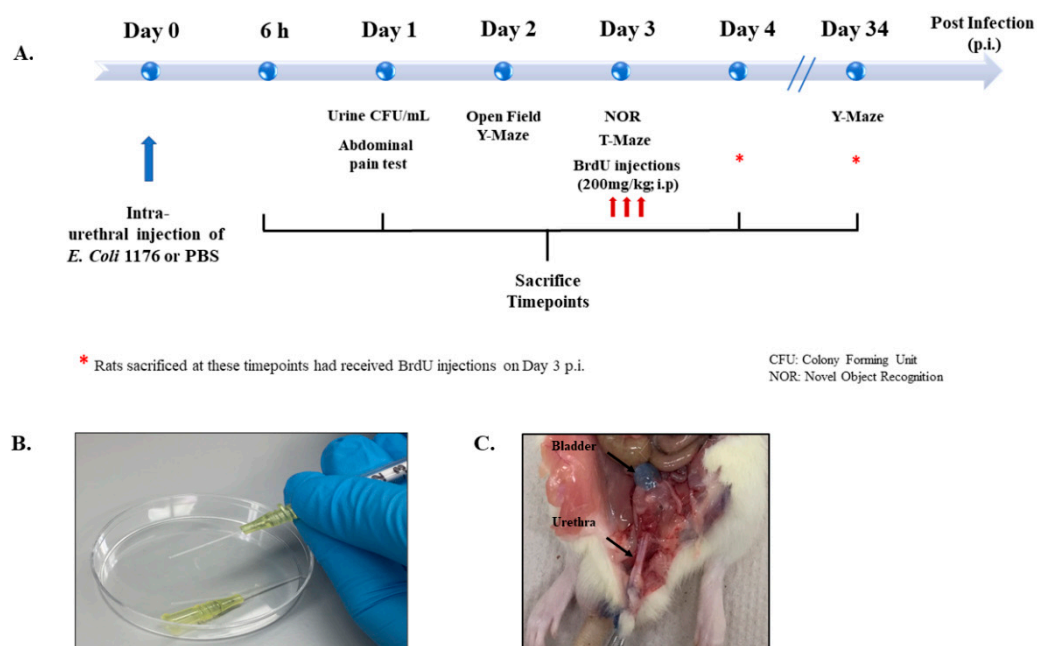 A.
Day 0
6 h
Day 1
Day 2
Day 3
Day 4
Day 34
Post Infection
(p.i.)
Urine CFU/mL
Abdominal
pain test
Open Field
Y-Maze
NOR
T-Maze
BrdU injections
(200mg/kg; i.p)
*
Y-Maze
*
Intra-
urethral injection of
E. Coli 1176 or PBS
Sacrifice
Timepoints
* Rats sacrificed at these timepoints had received BrdU injections on Day 3 p.i.
CFU: Colony Forming Unit
NOR: Novel Object Recognition
B.
C.
Bladder
Urethra